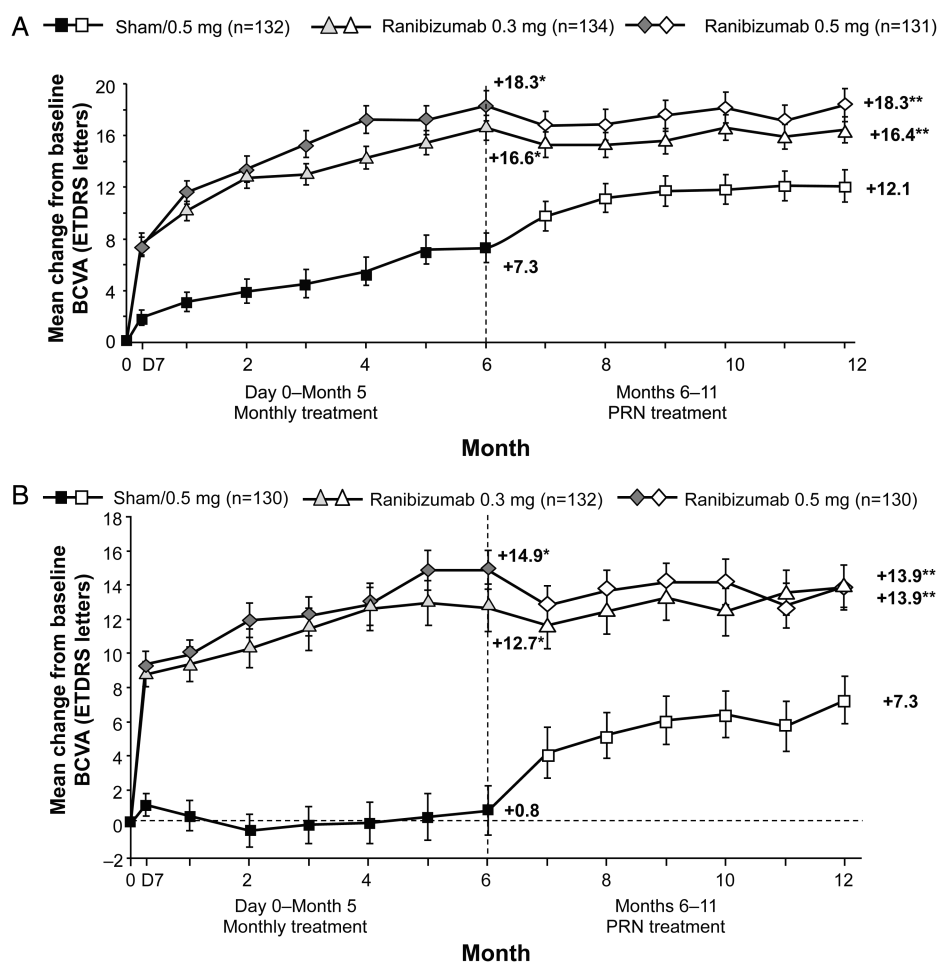 A
Sham/0.5 mg (n=132) Ranibizumab 0.3 mg (n=134) Ranibizumab 0.5 mg (n=131)
Mean change from baseline
BCVA (ETDRS letters)
20
16
12
8
4
0
+18.3*
+16.6*
+7.3
+18.3**
+16.4**
+12.1
0 D7 2 4 6 8 10 12
Day 0–Month 5
Monthly treatment
Months 6–11
PRN treatment
Month
B
Sham/0.5 mg (n=130) Ranibizumab 0.3 mg (n=132) Ranibizumab 0.5 mg (n=130)
Mean change from baseline
BCVA (ETDRS letters)
18
16
14
12
10
8
6
4
2
0
–2
+14.9*
+12.7*
+0.8
+13.9**
+13.9**
+7.3
0 D7 2 4 6 8 10 12
Day 0–Month 5
Monthly treatment
Months 6–11
PRN treatment
Month